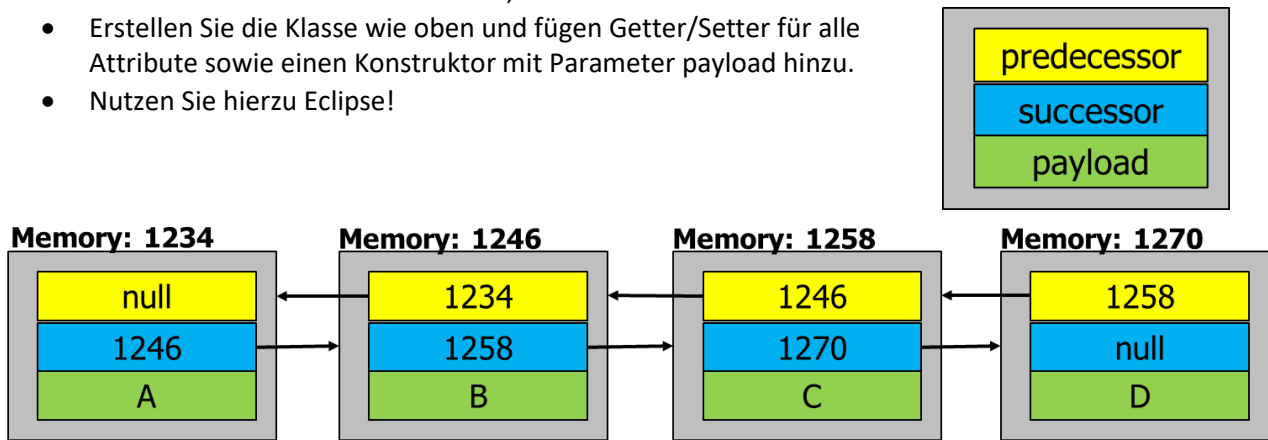 • Erstellen Sie die Klasse wie oben und fügen Getter/Setter für alle
Attribute sowie einen Konstruktor mit Parameter payload hinzu.
• Nutzen Sie hierzu Eclipse!
predecessor
successor
payload
Memory: 1234
null
1246
A
Memory: 1246
1234
1258
B
Memory: 1258
1246
1270
C
Memory: 1270
1258
null
D